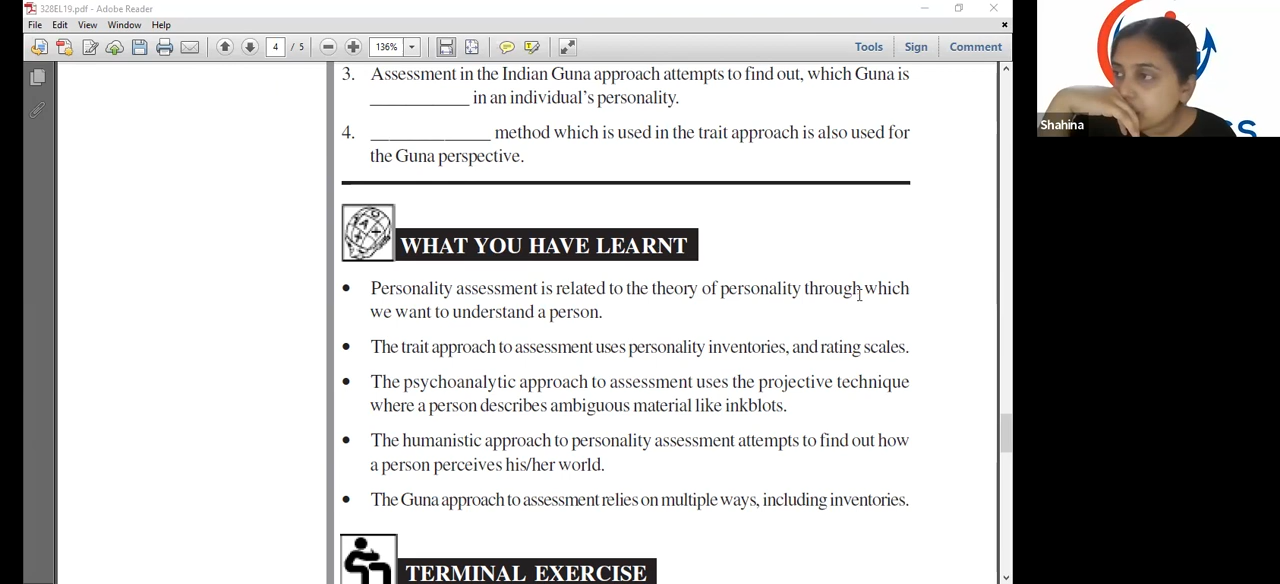 328EL19.pdf - Adobe Reader
File Edit View Window Help
4 / 5 136% Tools Sign Comment
3. Assessment in the Indian Guna approach attempts to find out, which Guna is
___________ in an individual's personality.
4. _____________ method which is used in the trait approach is also used for
the Guna perspective.
WHAT YOU HAVE LEARNT
• Personality assessment is related to the theory of personality through which
we want to understand a person.
• The trait approach to assessment uses personality inventories, and rating scales.
• The psychoanalytic approach to assessment uses the projective technique
where a person describes ambiguous material like inkblots.
• The humanistic approach to personality assessment attempts to find out how
a person perceives his/her world.
• The Guna approach to assessment relies on multiple ways, including inventories.
TERMINAL EXERCISE
Shahina